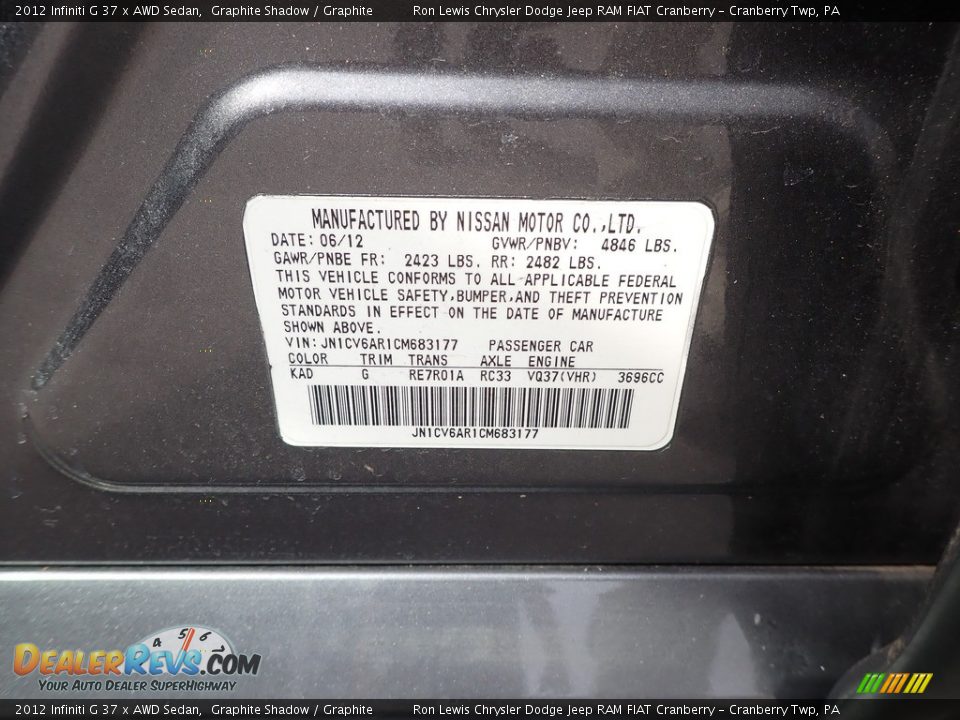 2012 Infiniti G 37 x AWD Sedan,  Graphite Shadow / Graphite   Ron Lewis Chrysler Dodge Jeep RAM FIAT Cranberry - Cranberry Twp, PA
MANUFACTURED BY NISSAN MOTOR CO.,LTD.
DATE: 06/12   GVWR/PNBV: 4846 LBS.
GAWR/PNBE FR: 2423 LBS. RR: 2482 LBS.
THIS VEHICLE CONFORMS TO ALL APPLICABLE FEDERAL
MOTOR VEHICLE SAFETY,BUMPER,AND THEFT PREVENTION
STANDARDS IN EFFECT ON THE DATE OF MANUFACTURE
SHOWN ABOVE.
VIN: JN1CV6AR1CM683177   PASSENGER CAR
COLOR   TRIM   TRANS   AXLE   ENGINE
KAD   G   RE7R01A   RC33   VQ37(VHR)   3696CC
JN1CV6AR1CM683177
4 5 6
DEALERREVS.COM
YOUR AUTO DEALER SUPERHIGHWAY
2012 Infiniti G 37 x AWD Sedan,  Graphite Shadow / Graphite   Ron Lewis Chrysler Dodge Jeep RAM FIAT Cranberry - Cranberry Twp, PA